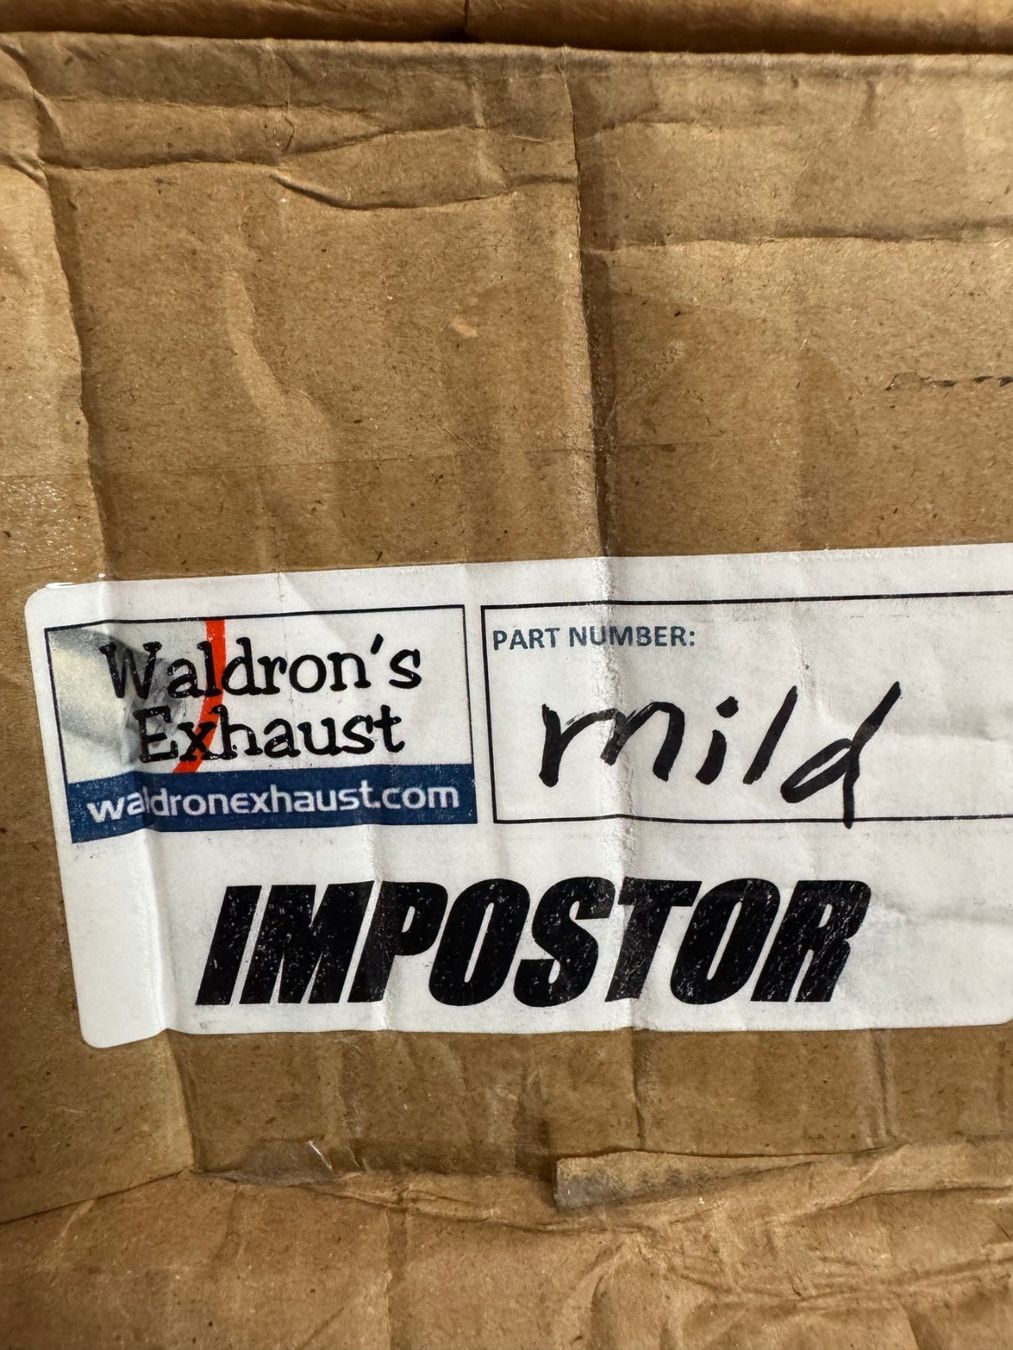 Waldron's
Exhaust
waldronexhaust.com
PART NUMBER:
mild
IMPOSTOR